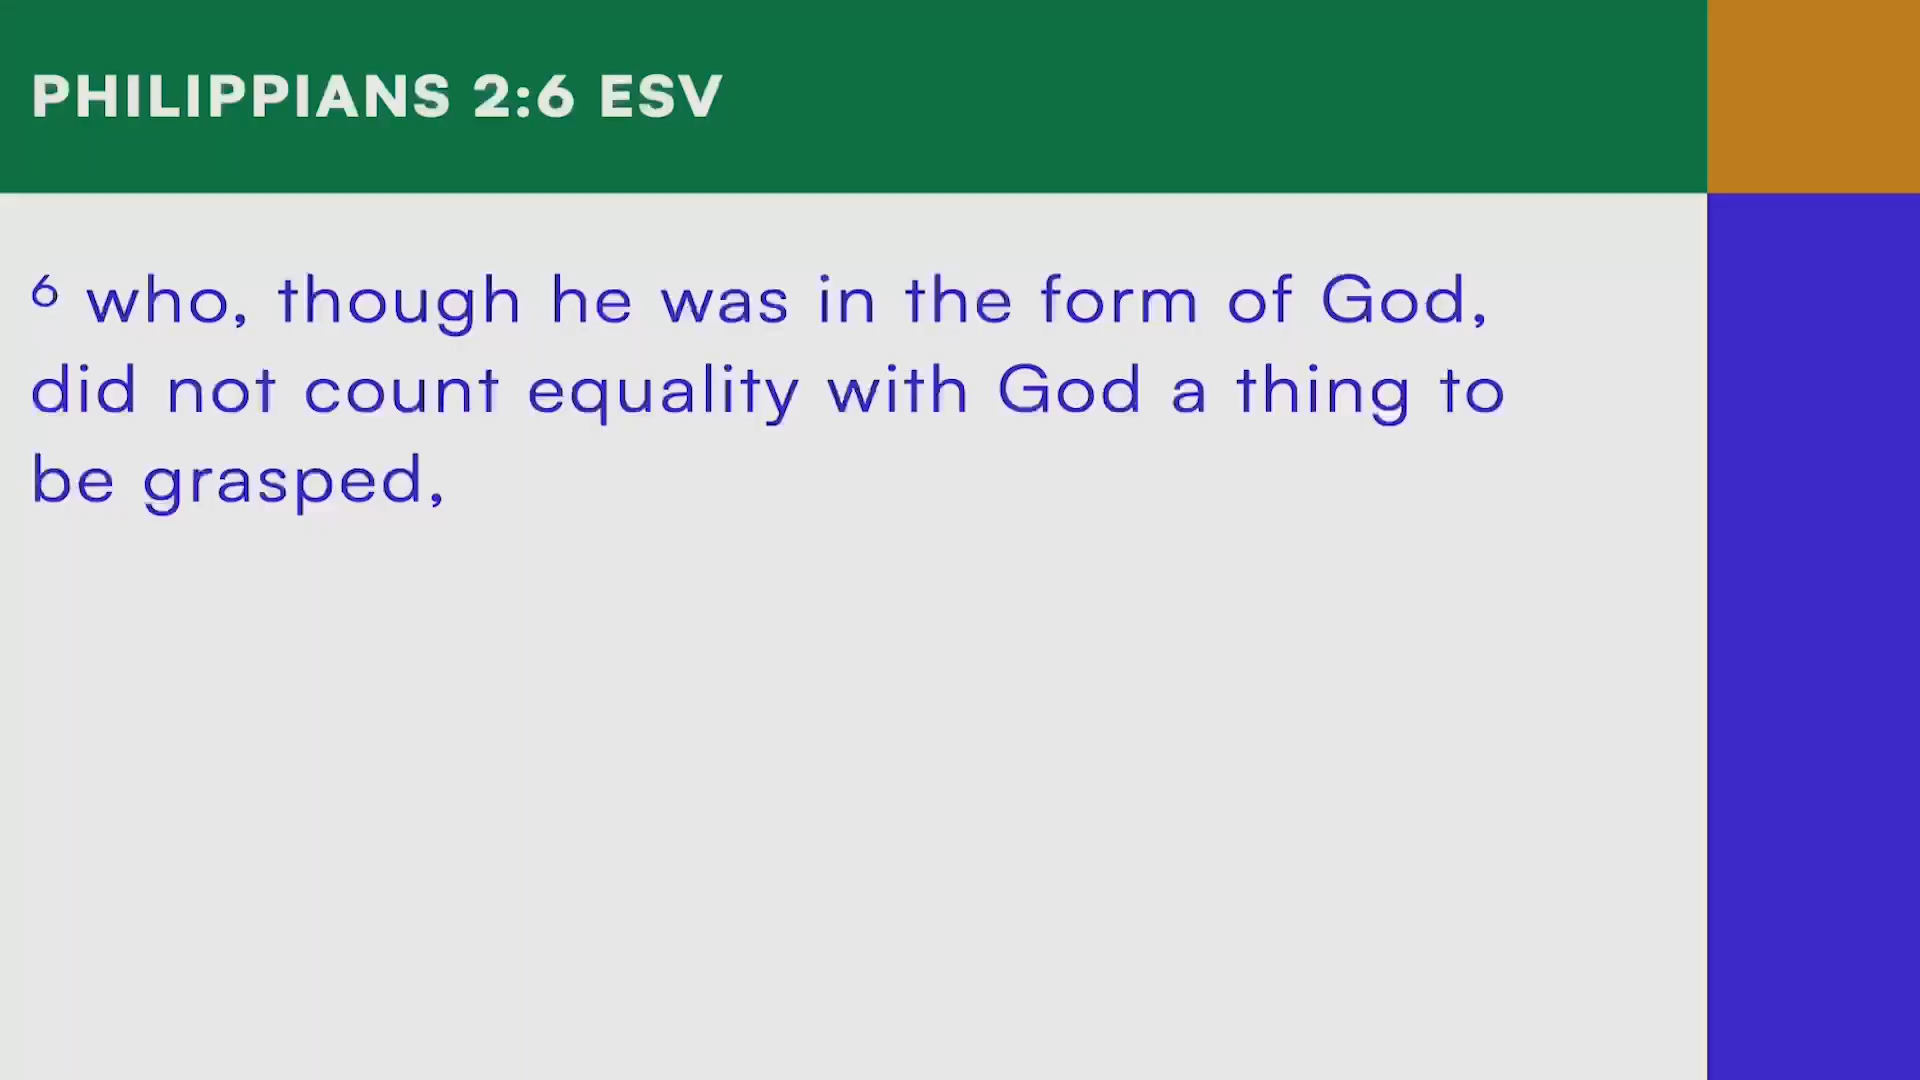 PHILIPPIANS 2:6 ESV
⁶ who, though he was in the form of God,
did not count equality with God a thing to
be grasped,